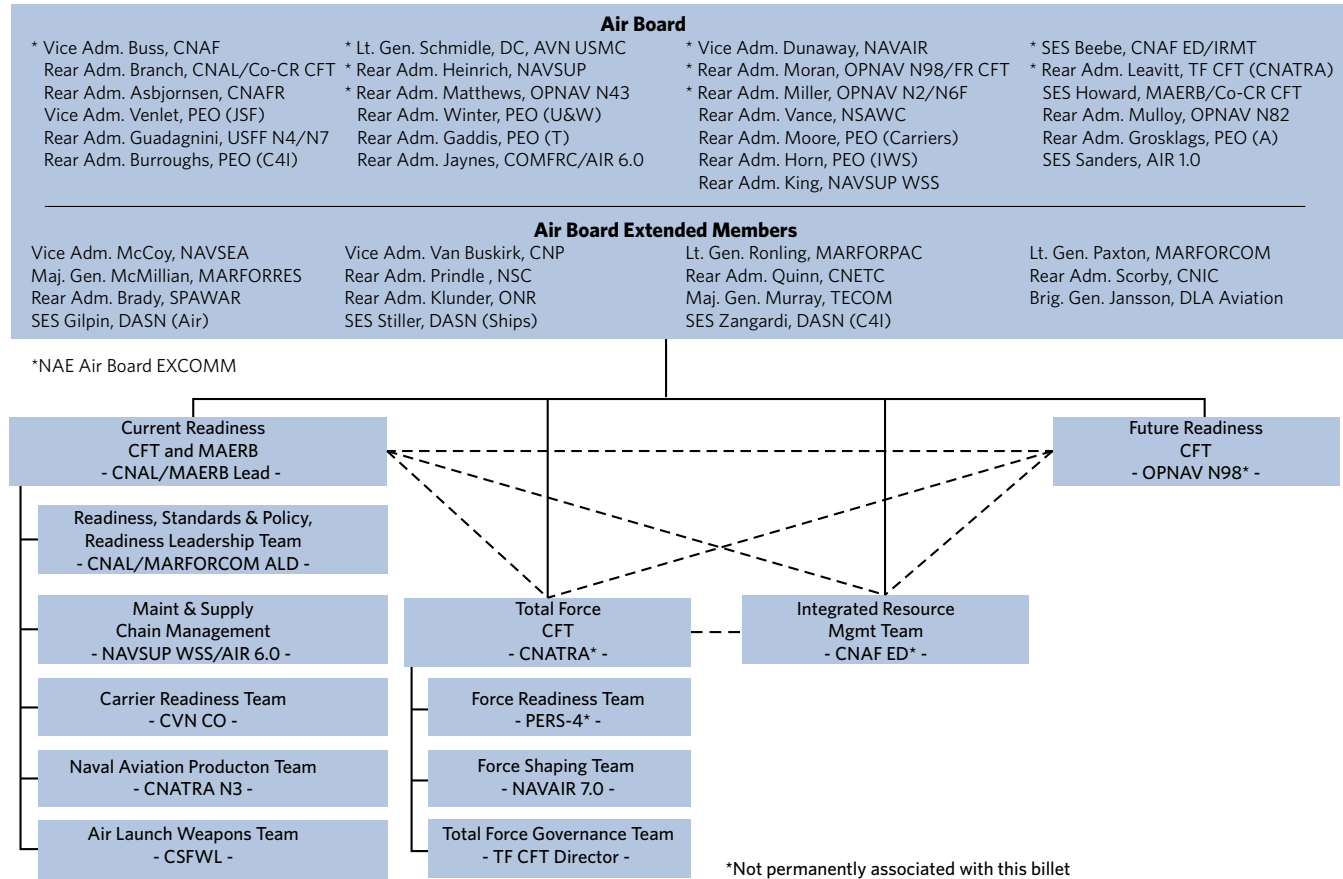 Air Board
* Vice Adm. Buss, CNAF
Rear Adm. Branch, CNAL/Co-CR CFT
Rear Adm. Asbjornsen, CNAFR
Vice Adm. Venlet, PEO (JSF)
Rear Adm. Guadagnini, USFF N4/N7
Rear Adm. Burroughs, PEO (C4I)
* Lt. Gen. Schmidle, DC, AVN USMC
* Rear Adm. Heinrich, NAVSUP
* Rear Adm. Matthews, OPNAV N43
Rear Adm. Winter, PEO (U&W)
Rear Adm. Gaddis, PEO (T)
Rear Adm. Jaynes, COMFRC/AIR 6.0
* Vice Adm. Dunaway, NAVAIR
* Rear Adm. Moran, OPNAV N98/FR CFT
* Rear Adm. Miller, OPNAV N2/N6F
Rear Adm. Vance, NSAWC
Rear Adm. Moore, PEO (Carriers)
Rear Adm. Horn, PEO (IWS)
Rear Adm. King, NAVSUP WSS
* SES Beebe, CNAF ED/IRMT
* Rear Adm. Leavitt, TF CFT (CNATRA)
SES Howard, MAERB/Co-CR CFT
Rear Adm. Mulloy, OPNAV N82
Rear Adm. Grosklags, PEO (A)
SES Sanders, AIR 1.0
Air Board Extended Members
Vice Adm. McCoy, NAVSEA
Maj. Gen. McMillian, MARFORRES
Rear Adm. Brady, SPAWAR
SES Gilpin, DASN (Air)
Vice Adm. Van Buskirk, CNP
Rear Adm. Prindle , NSC
Rear Adm. Klunder, ONR
SES Stiller, DASN (Ships)
Lt. Gen. Ronling, MARFORPAC
Rear Adm. Quinn, CNETC
Maj. Gen. Murray, TECOM
SES Zangardi, DASN (C4I)
Lt. Gen. Paxton, MARFORCOM
Rear Adm. Scorby, CNIC
Brig. Gen. Jansson, DLA Aviation
*NAE Air Board EXCOMM
Current Readiness
CFT and MAERB
- CNAL/MAERB Lead -
Future Readiness
CFT
- OPNAV N98* -
Readiness, Standards & Policy,
Readiness Leadership Team
- CNAL/MARFORCOM ALD -
Maint & Supply
Chain Management
- NAVSUP WSS/AIR 6.0 -
Carrier Readiness Team
- CVN CO -
Naval Aviation Producton Team
- CNATRA N3 -
Air Launch Weapons Team
- CSFWL -
Total Force
CFT
- CNATRA* -
Force Readiness Team
- PERS-4* -
Force Shaping Team
- NAVAIR 7.0 -
Total Force Governance Team
- TF CFT Director -
Integrated Resource
Mgmt Team
- CNAF ED* -
*Not permanently associated with this billet